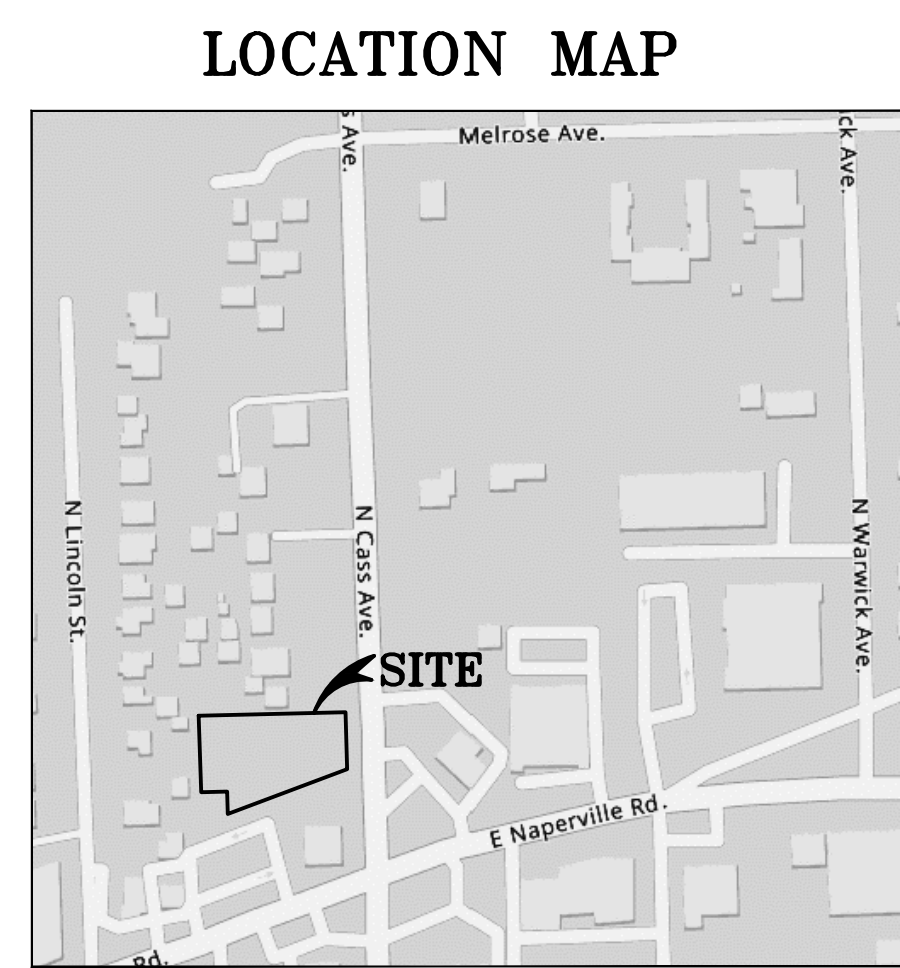 LOCATION MAP
s Ave.
Melrose Ave.
ck Ave.
N Lincoln St.
N Cass Ave.
N Warwick Ave.
SITE
E Naperville Rd.
Rd.